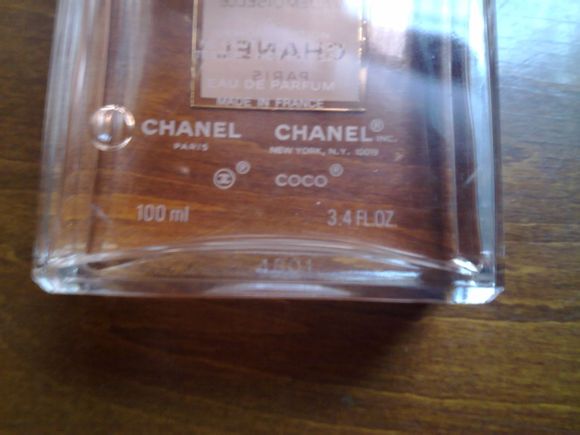 CHANEL
PARIS
EAU DE PARFUM
MADE IN FRANCE
CHANEL CHANEL® INC.
PARIS NEW YORK, N.Y. 10019
® COCO®
100 ml 3.4 FL.OZ.
4601